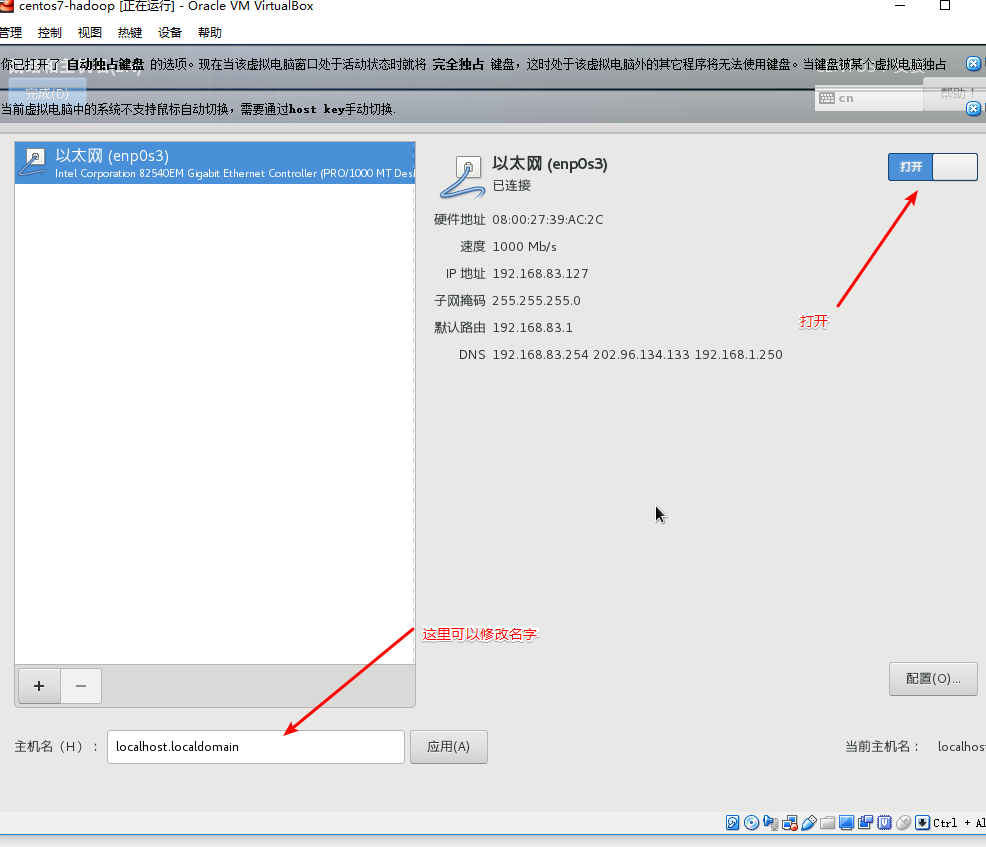 centos7-hadoop [正在运行] - Oracle VM VirtualBox
管理 控制 视图 热键 设备 帮助
你已打开了 自动独占键盘 的选项。现在当该虚拟电脑窗口处于活动状态时就将 完全独占 键盘，这时处于该虚拟电脑外的其它程序将无法使用键盘。当键盘被某个虚拟电脑独占
完成(D)
cn
帮助！
当前虚拟电脑中的系统不支持鼠标自动切换，需要通过host key手动切换.
以太网 (enp0s3)
Intel Corporation 82540EM Gigabit Ethernet Controller (PRO/1000 MT Des
以太网 (enp0s3)
已连接
打开
硬件地址 08:00:27:39:AC:2C
速度 1000 Mb/s
IP 地址 192.168.83.127
子网掩码 255.255.255.0
默认路由 192.168.83.1
DNS 192.168.83.254 202.96.134.133 192.168.1.250
打开
这里可以修改名字
+ −
配置(O)...
主机名（H）： localhost.localdomain 应用(A) 当前主机名： localhos
Ctrl + Al